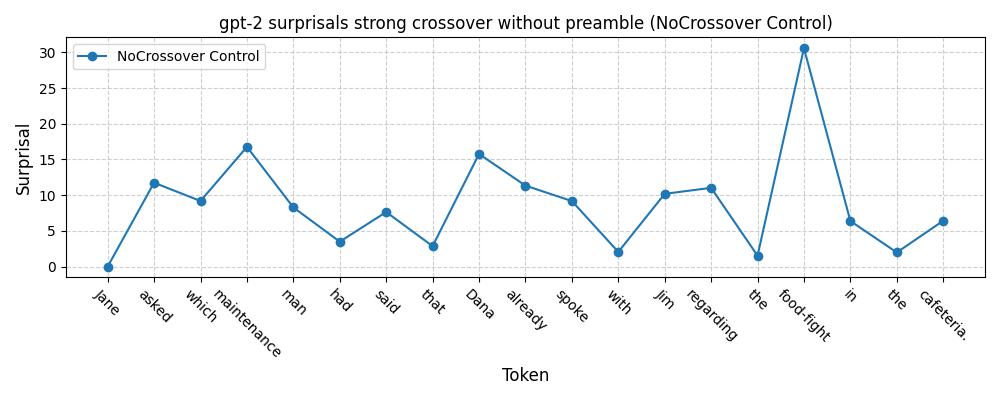 gpt-2 surprisals strong crossover without preamble (NoCrossover Control)
NoCrossover Control
Surprisal
30
25
20
15
10
5
0
Jane
asked
which
maintenance
man
had
said
that
Dana
already
spoke
with
Jim
regarding
the
food-fight
in
the
cafeteria.
Token